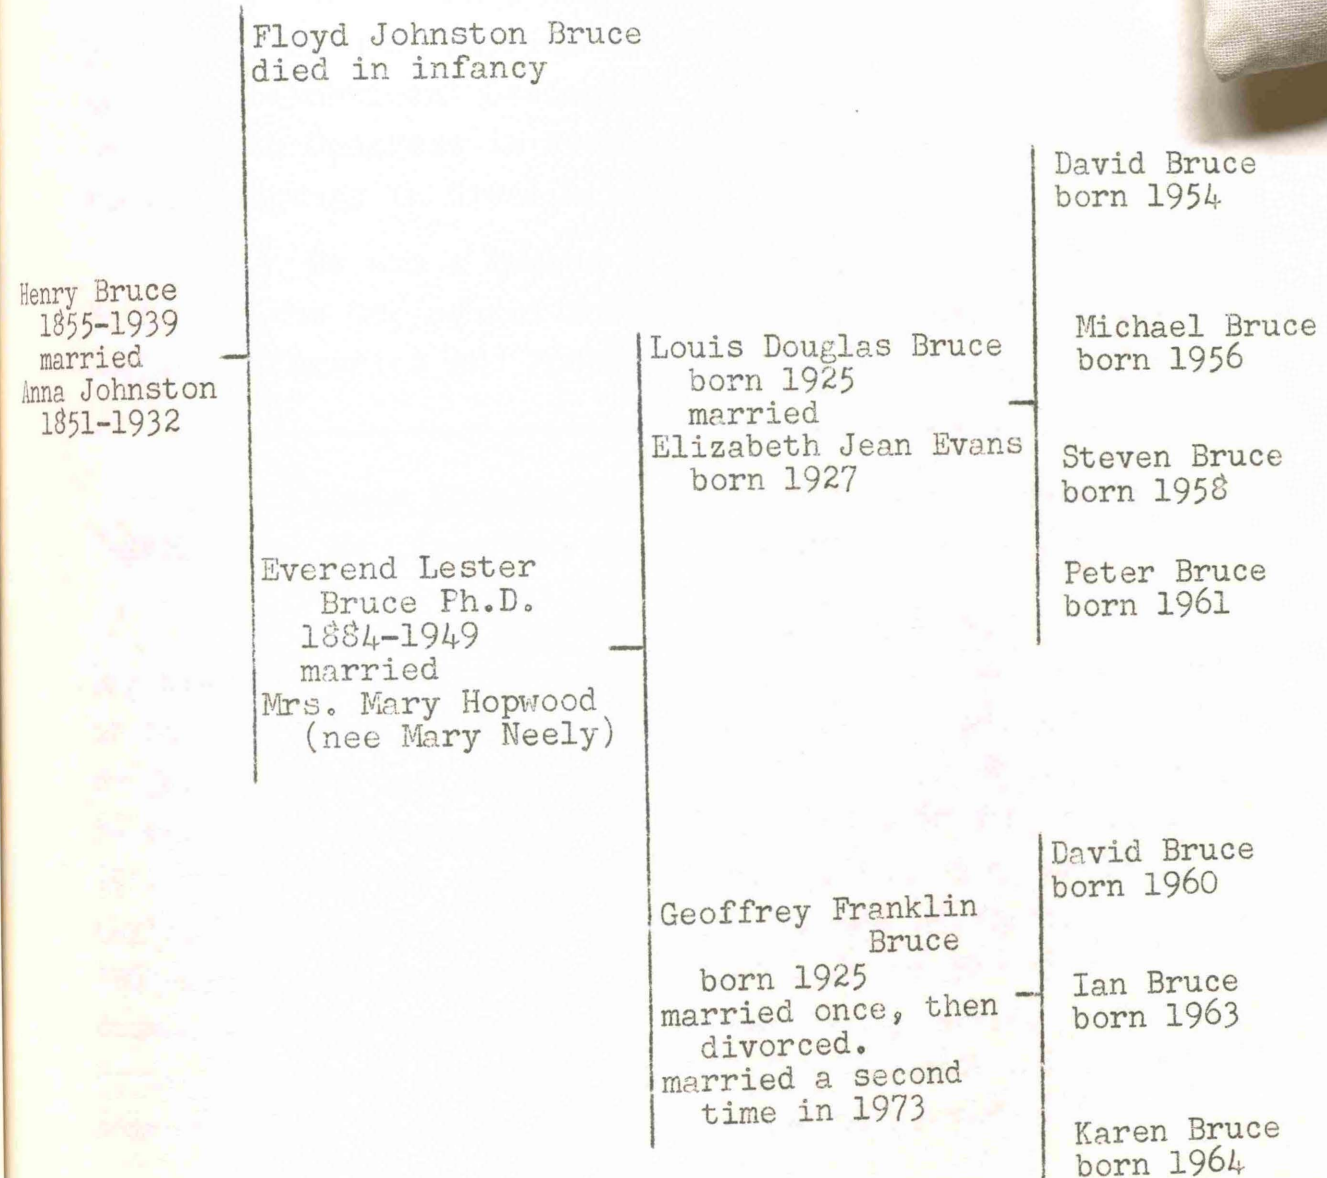 Floyd Johnston Bruce
died in infancy
Henry Bruce
1855-1939
married
Anna Johnston
1851-1932
Everend Lester
Bruce Ph.D.
1884-1949
married
Mrs. Mary Hopwood
(nee Mary Neely)
Louis Douglas Bruce
born 1925
married
Elizabeth Jean Evans
born 1927
David Bruce
born 1954
Michael Bruce
born 1956
Steven Bruce
born 1958
Peter Bruce
born 1961
Geoffrey Franklin
Bruce
born 1925
married once, then
divorced.
married a second
time in 1973
David Bruce
born 1960
Ian Bruce
born 1963
Karen Bruce
born 1964